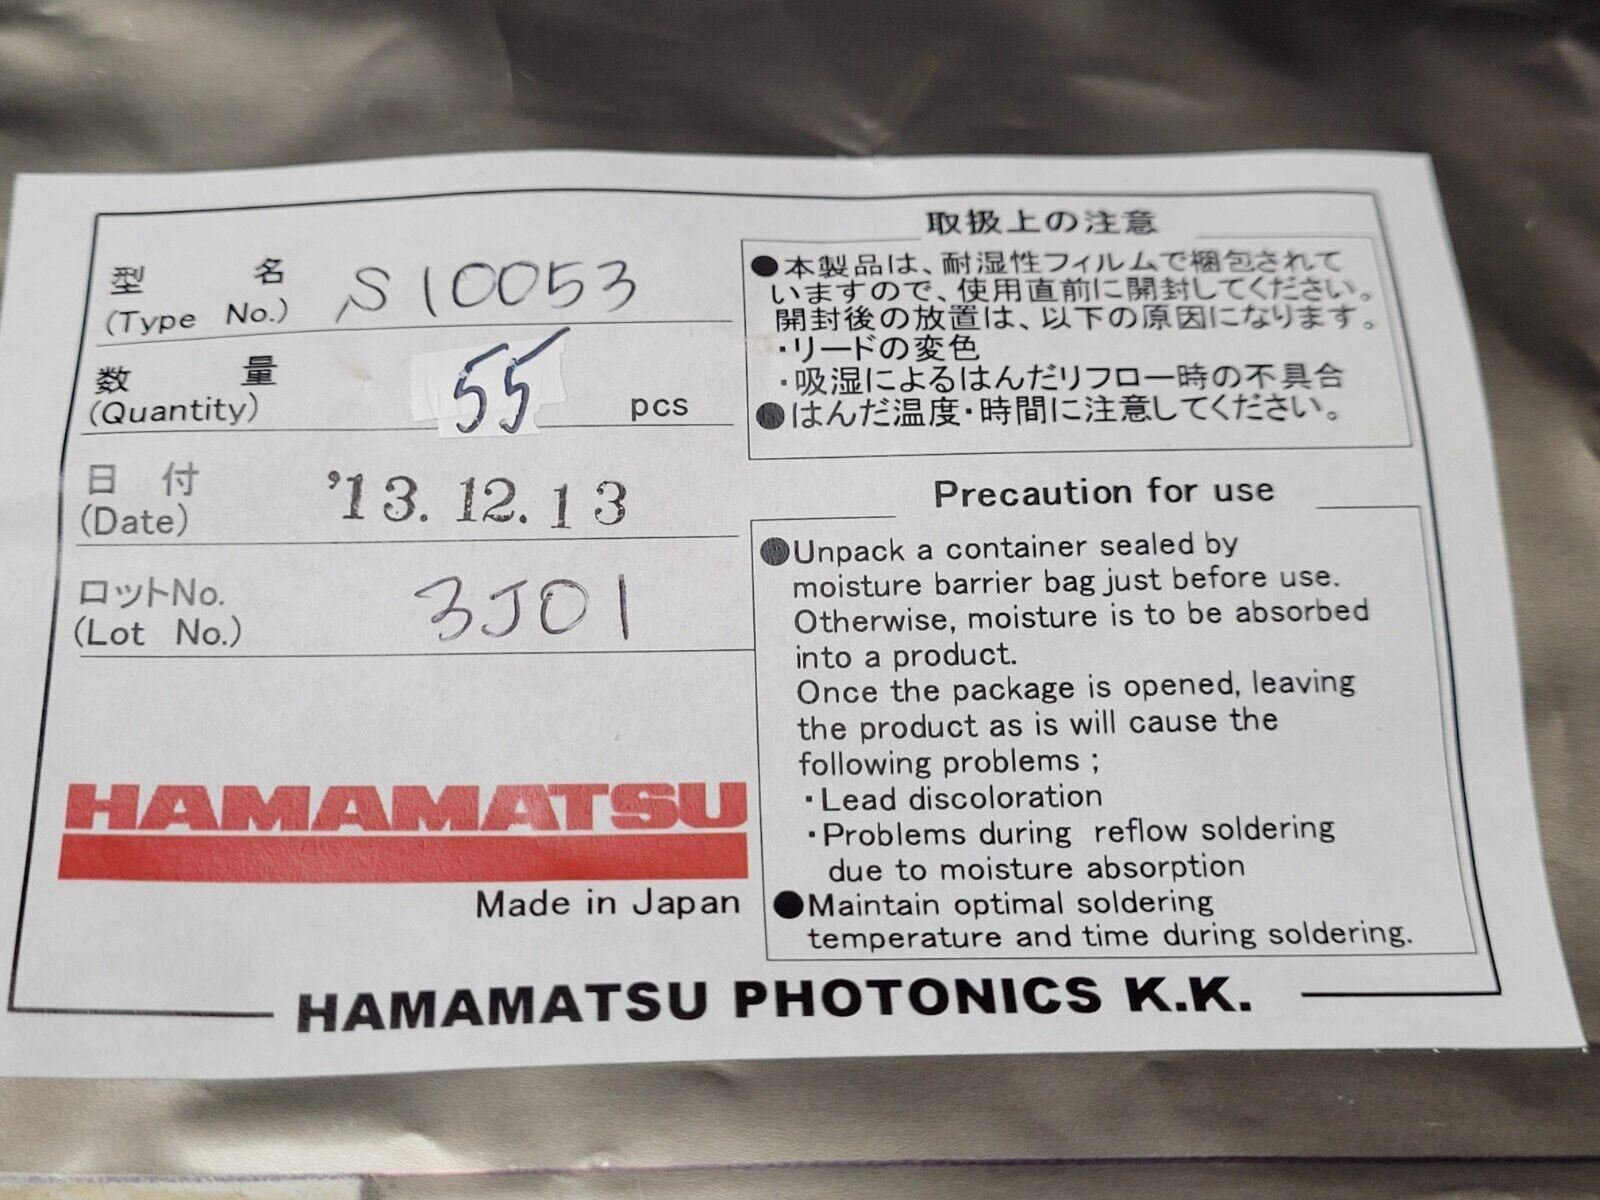 型 名
(Type No.) S10053
数 量
(Quantity) 55 pcs
日 付
(Date) '13.12.13
ロットNo.
(Lot No.) 3J01
HAMAMATSU
Made in Japan
取扱上の注意
●本製品は、耐湿性フィルムで梱包されて
いますので、使用直前に開封してください。
開封後の放置は、以下の原因になります。
・リードの変色
・吸湿によるはんだリフロー時の不具合
●はんだ温度・時間に注意してください。
Precaution for use
●Unpack a container sealed by
moisture barrier bag just before use.
Otherwise, moisture is to be absorbed
into a product.
Once the package is opened, leaving
the product as is will cause the
following problems ;
・Lead discoloration
・Problems during reflow soldering
due to moisture absorption
●Maintain optimal soldering
temperature and time during soldering.
HAMAMATSU PHOTONICS K.K.